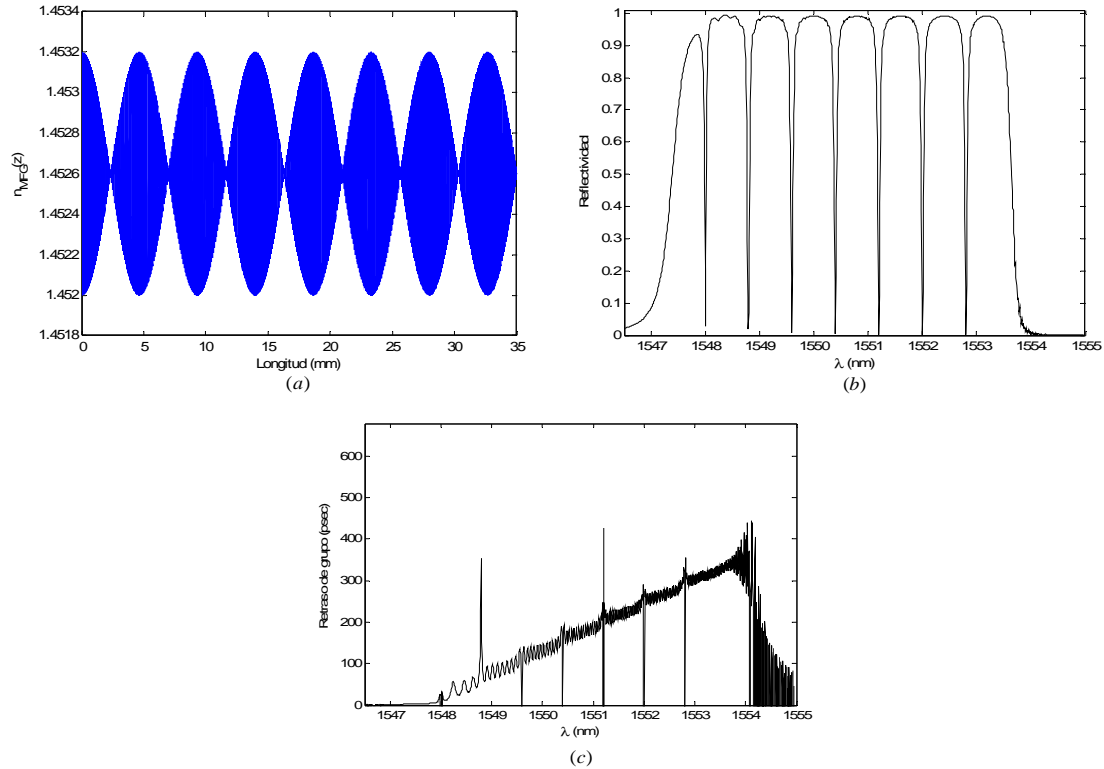 1.4534
1.4532
1.453
1.4528
1.4526
1.4524
1.4522
1.452
1.4518
n_MFG(z)
0 5 10 15 20 25 30 35
Longitud (mm)
(a)
1
0.9
0.8
0.7
0.6
0.5
0.4
0.3
0.2
0.1
0
Reflectividad
1547 1548 1549 1550 1551 1552 1553 1554 1555
λ (nm)
(b)
600
500
400
300
200
100
0
Retraso de grupo (psec)
1547 1548 1549 1550 1551 1552 1553 1554 1555
λ (nm)
(c)